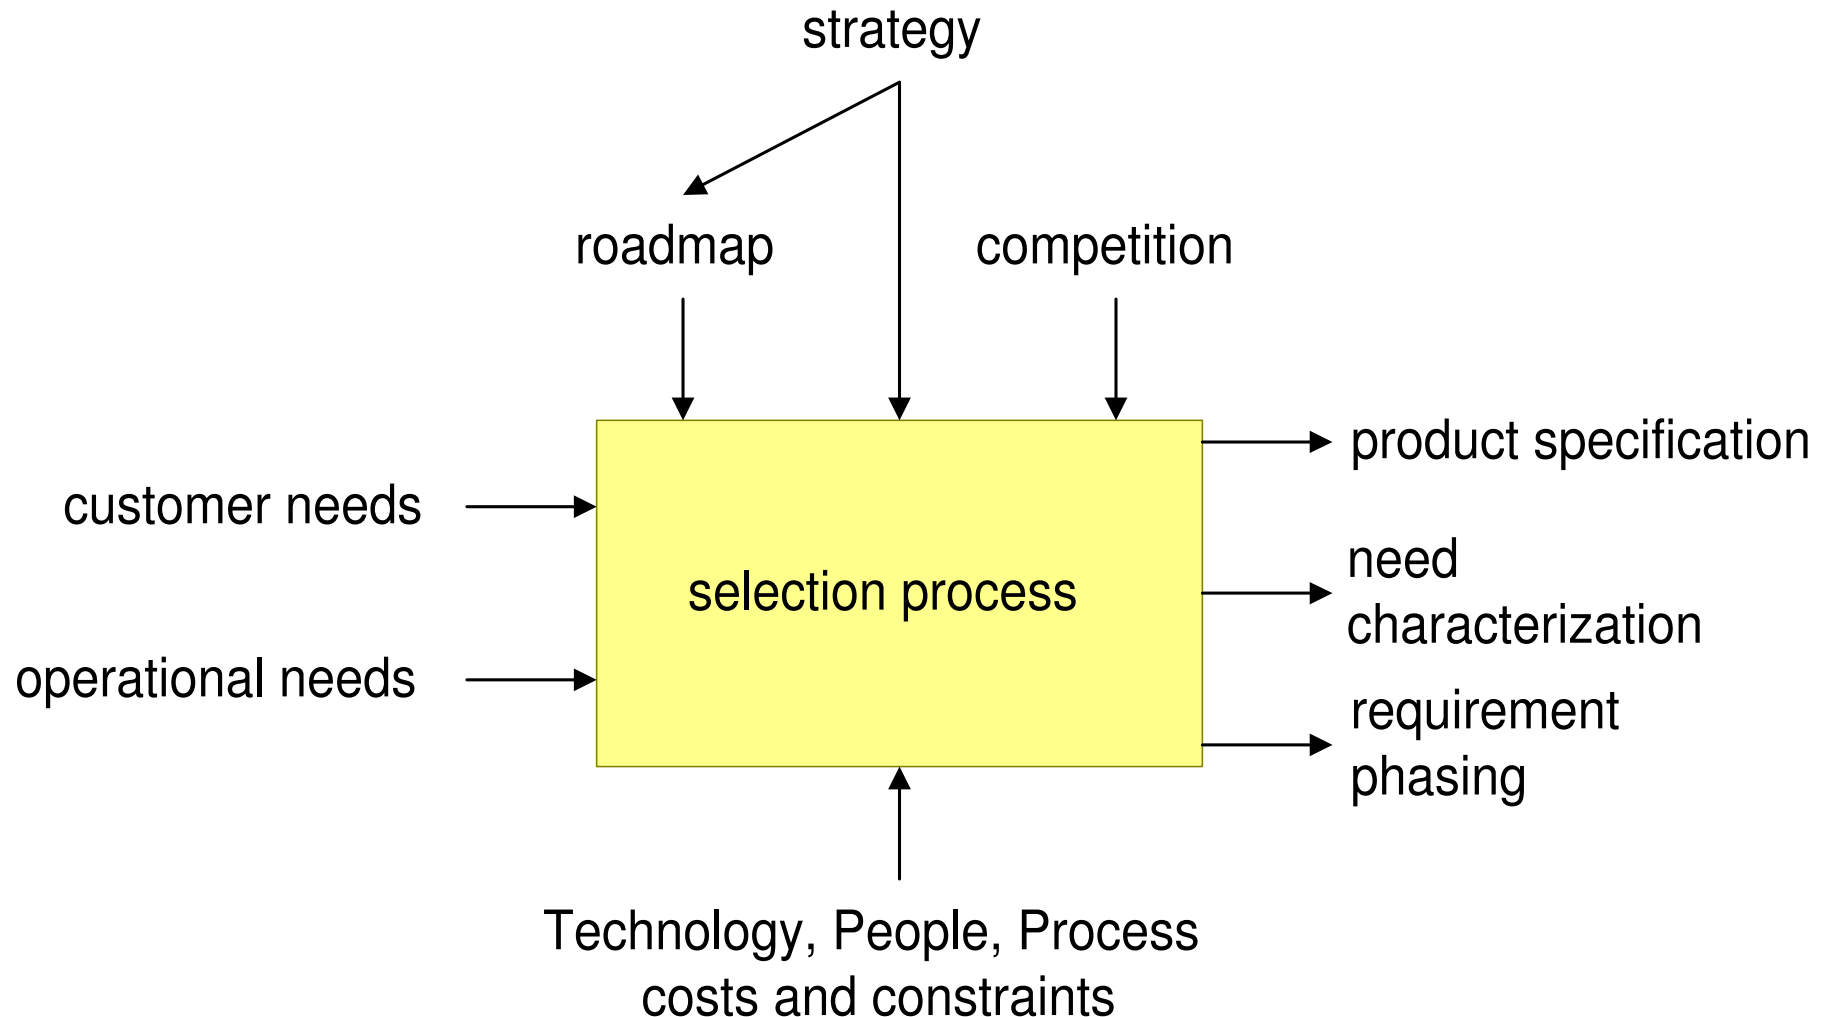 strategy
roadmap
competition
product specification
customer needs
need
characterization
selection process
operational needs
requirement
phasing
Technology, People, Process
costs and constraints